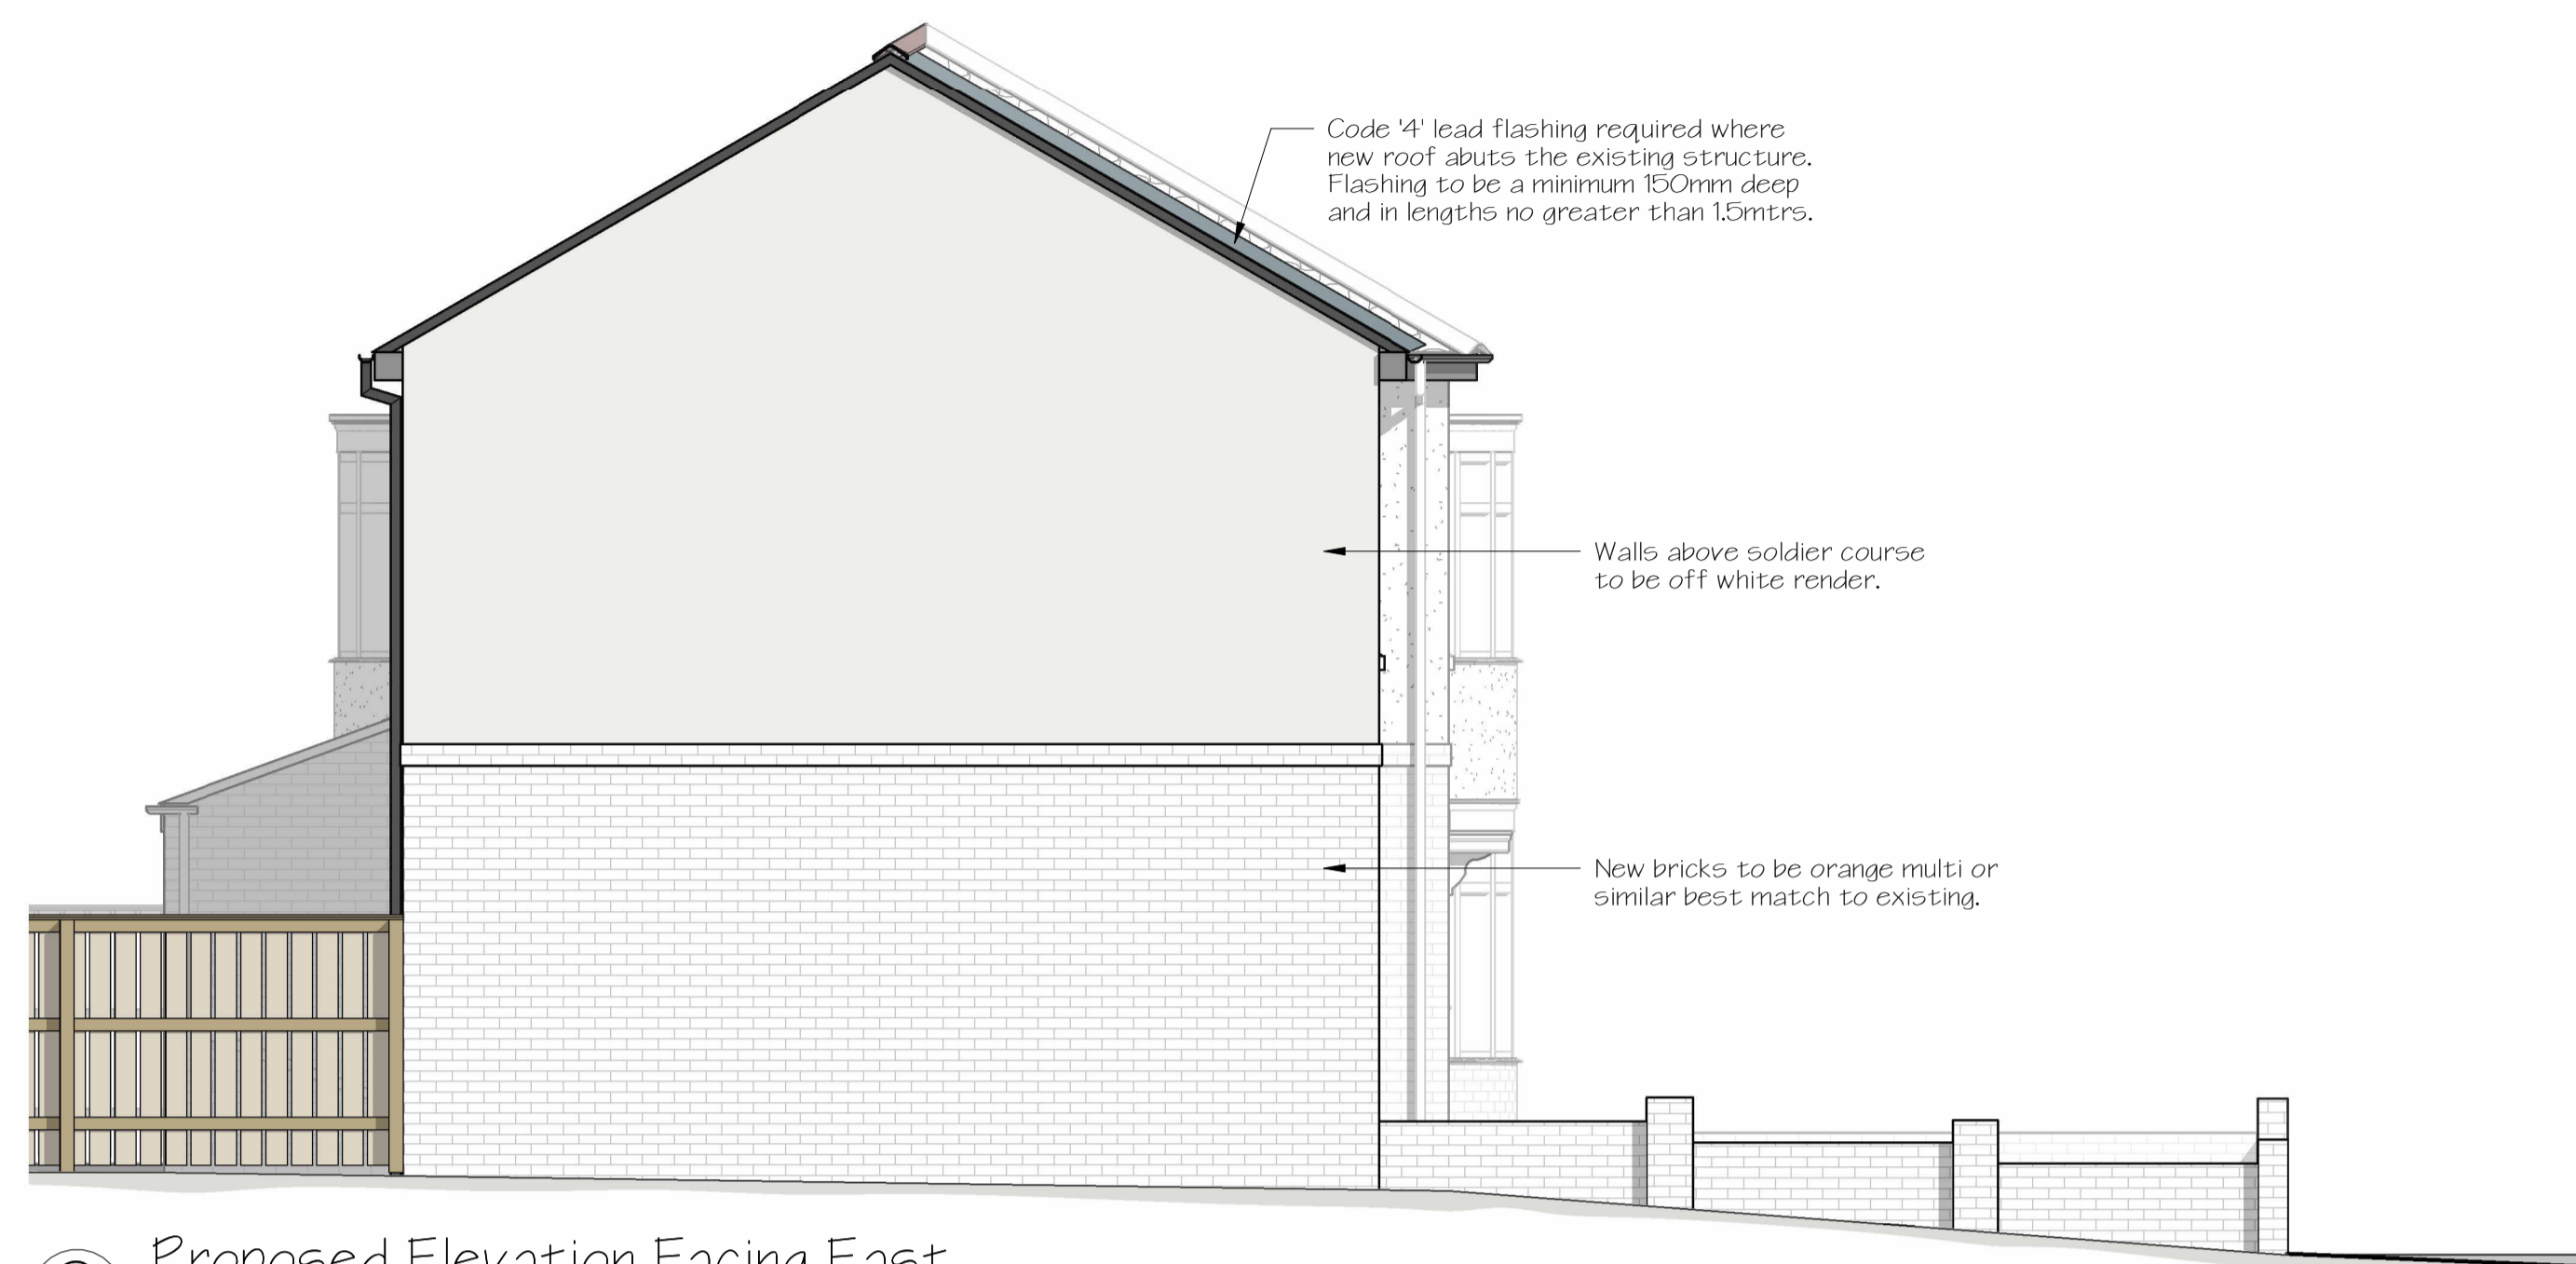 Code '4' lead flashing required where
new roof abuts the existing structure.
Flashing to be a minimum 150mm deep
and in lengths no greater than 1.5mtrs.
Walls above soldier course
to be off white render.
New bricks to be orange multi or
similar best match to existing.
Proposed Elevation Facing East